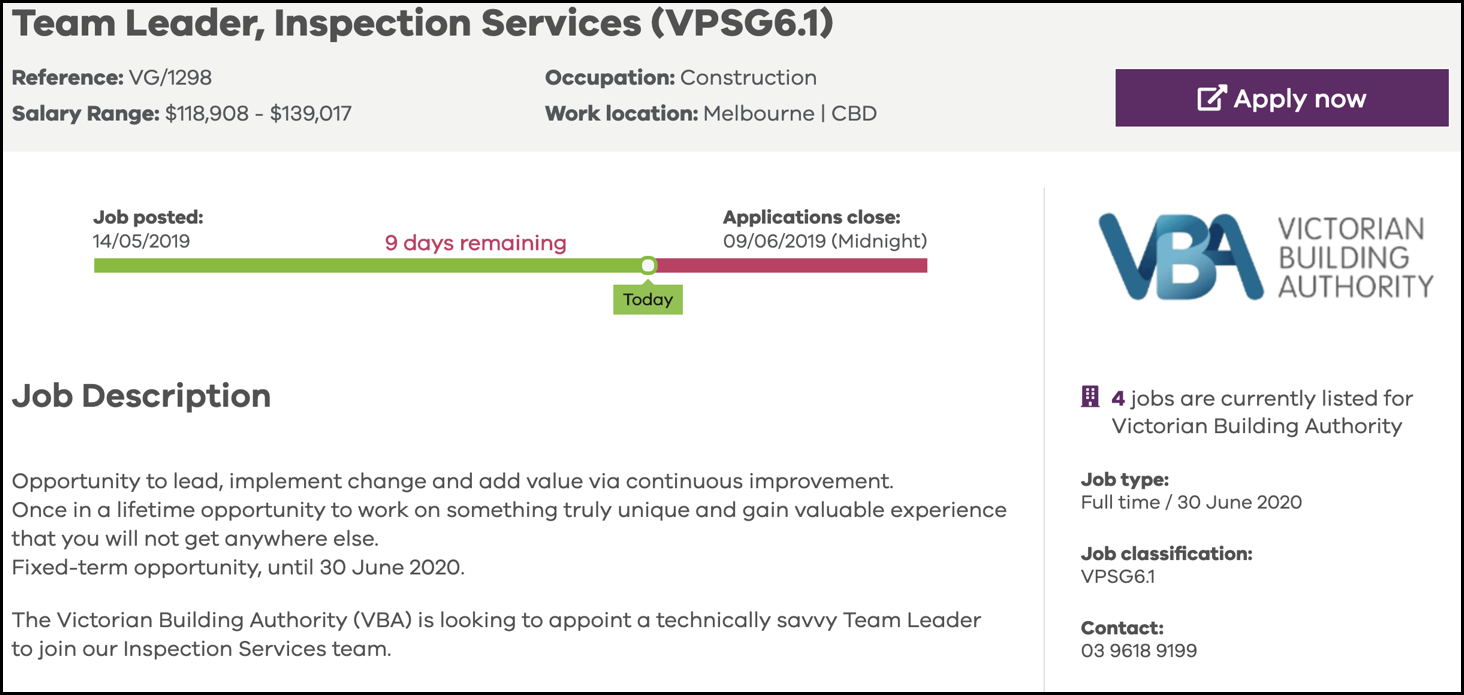 Team Leader, Inspection Services (VPSG6.1)
Reference: VG/1298
Occupation: Construction
Salary Range: $118,908 - $139,017
Work location: Melbourne | CBD
Apply now
Job posted:
14/05/2019
9 days remaining
Applications close:
09/06/2019 (Midnight)
Today
VBA
VICTORIAN
BUILDING
AUTHORITY
Job Description
Opportunity to lead, implement change and add value via continuous improvement.
Once in a lifetime opportunity to work on something truly unique and gain valuable experience
that you will not get anywhere else.
Fixed-term opportunity, until 30 June 2020.
The Victorian Building Authority (VBA) is looking to appoint a technically savvy Team Leader
to join our Inspection Services team.
4 jobs are currently listed for
Victorian Building Authority
Job type:
Full time / 30 June 2020
Job classification:
VPSG6.1
Contact:
03 9618 9199